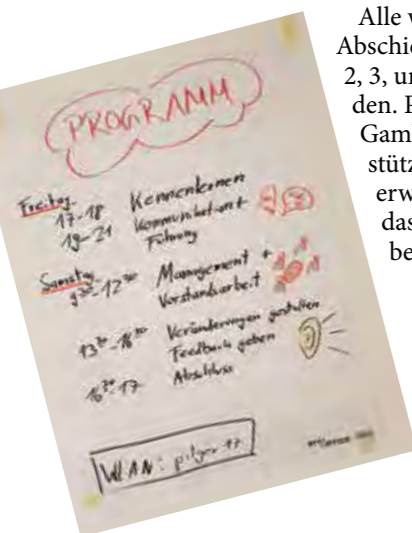 PROGRAMM
Freitag
17-18 Kennenlernen
19-21 Kommunikation+
Führung
Samstag
9³⁰-12³⁰ Management +
Vorstandsarbeit
13³⁰-16³⁰ Veränderungen gestalten
Feedback geben
16³⁰-17 Abschluss
WLAN: pilger 17
Alle
Abschie
2, 3, un
den.
Gam
stütz
erw
das
be